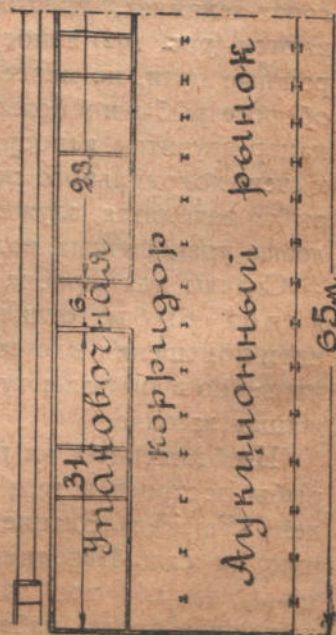 31 6 23
Упаковочная
корридор
Аукционный рынок
65м